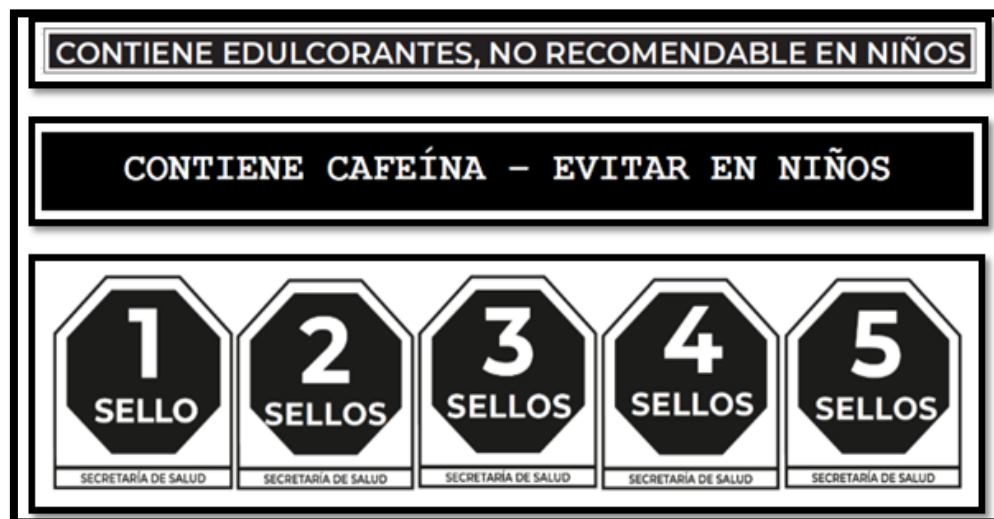 CONTIENE EDULCORANTES, NO RECOMENDABLE EN NIÑOS
CONTIENE CAFEÍNA – EVITAR EN NIÑOS
1 2 3 4 5
SELLO SELLOS SELLOS SELLOS SELLOS
SECRETARÍA DE SALUD SECRETARÍA DE SALUD SECRETARÍA DE SALUD SECRETARÍA DE SALUD SECRETARÍA DE SALUD